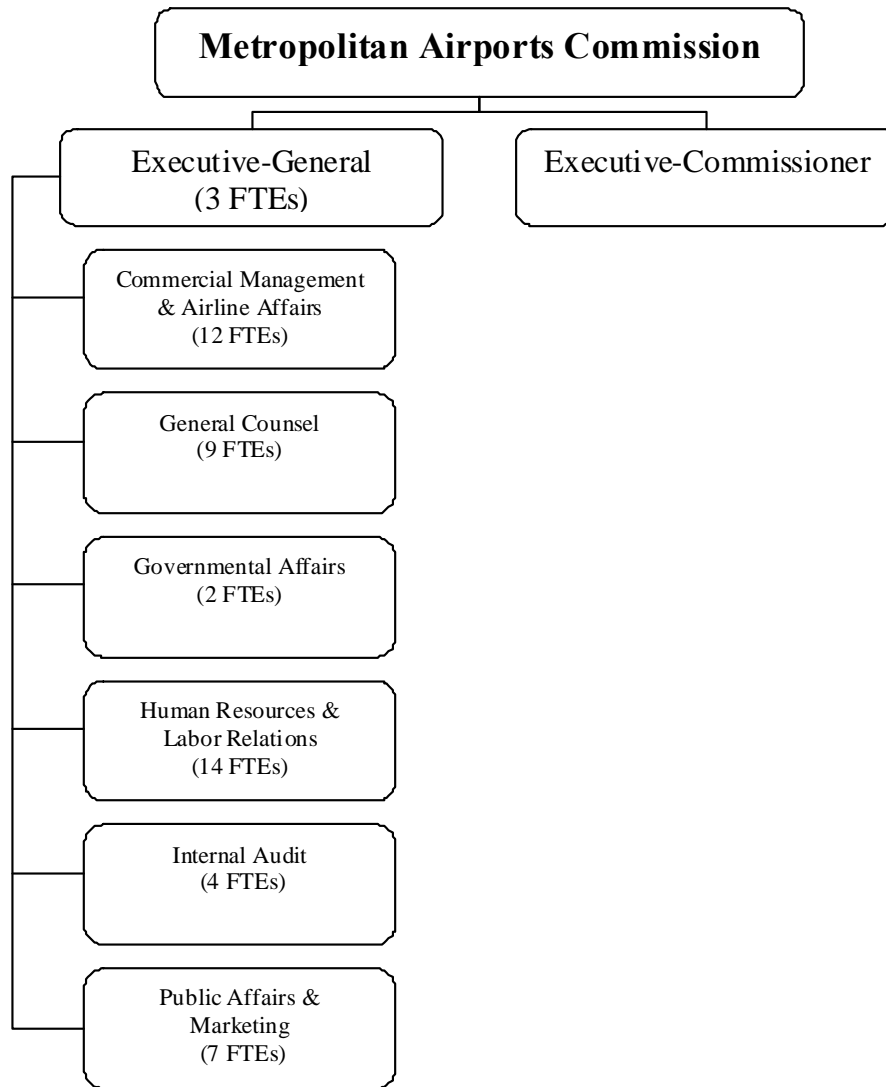 Metropolitan Airports Commission
Executive-General
(3 FTEs)
Executive-Commissioner
Commercial Management
& Airline Affairs
(12 FTEs)
General Counsel
(9 FTEs)
Governmental Affairs
(2 FTEs)
Human Resources &
Labor Relations
(14 FTEs)
Internal Audit
(4 FTEs)
Public Affairs &
Marketing
(7 FTEs)